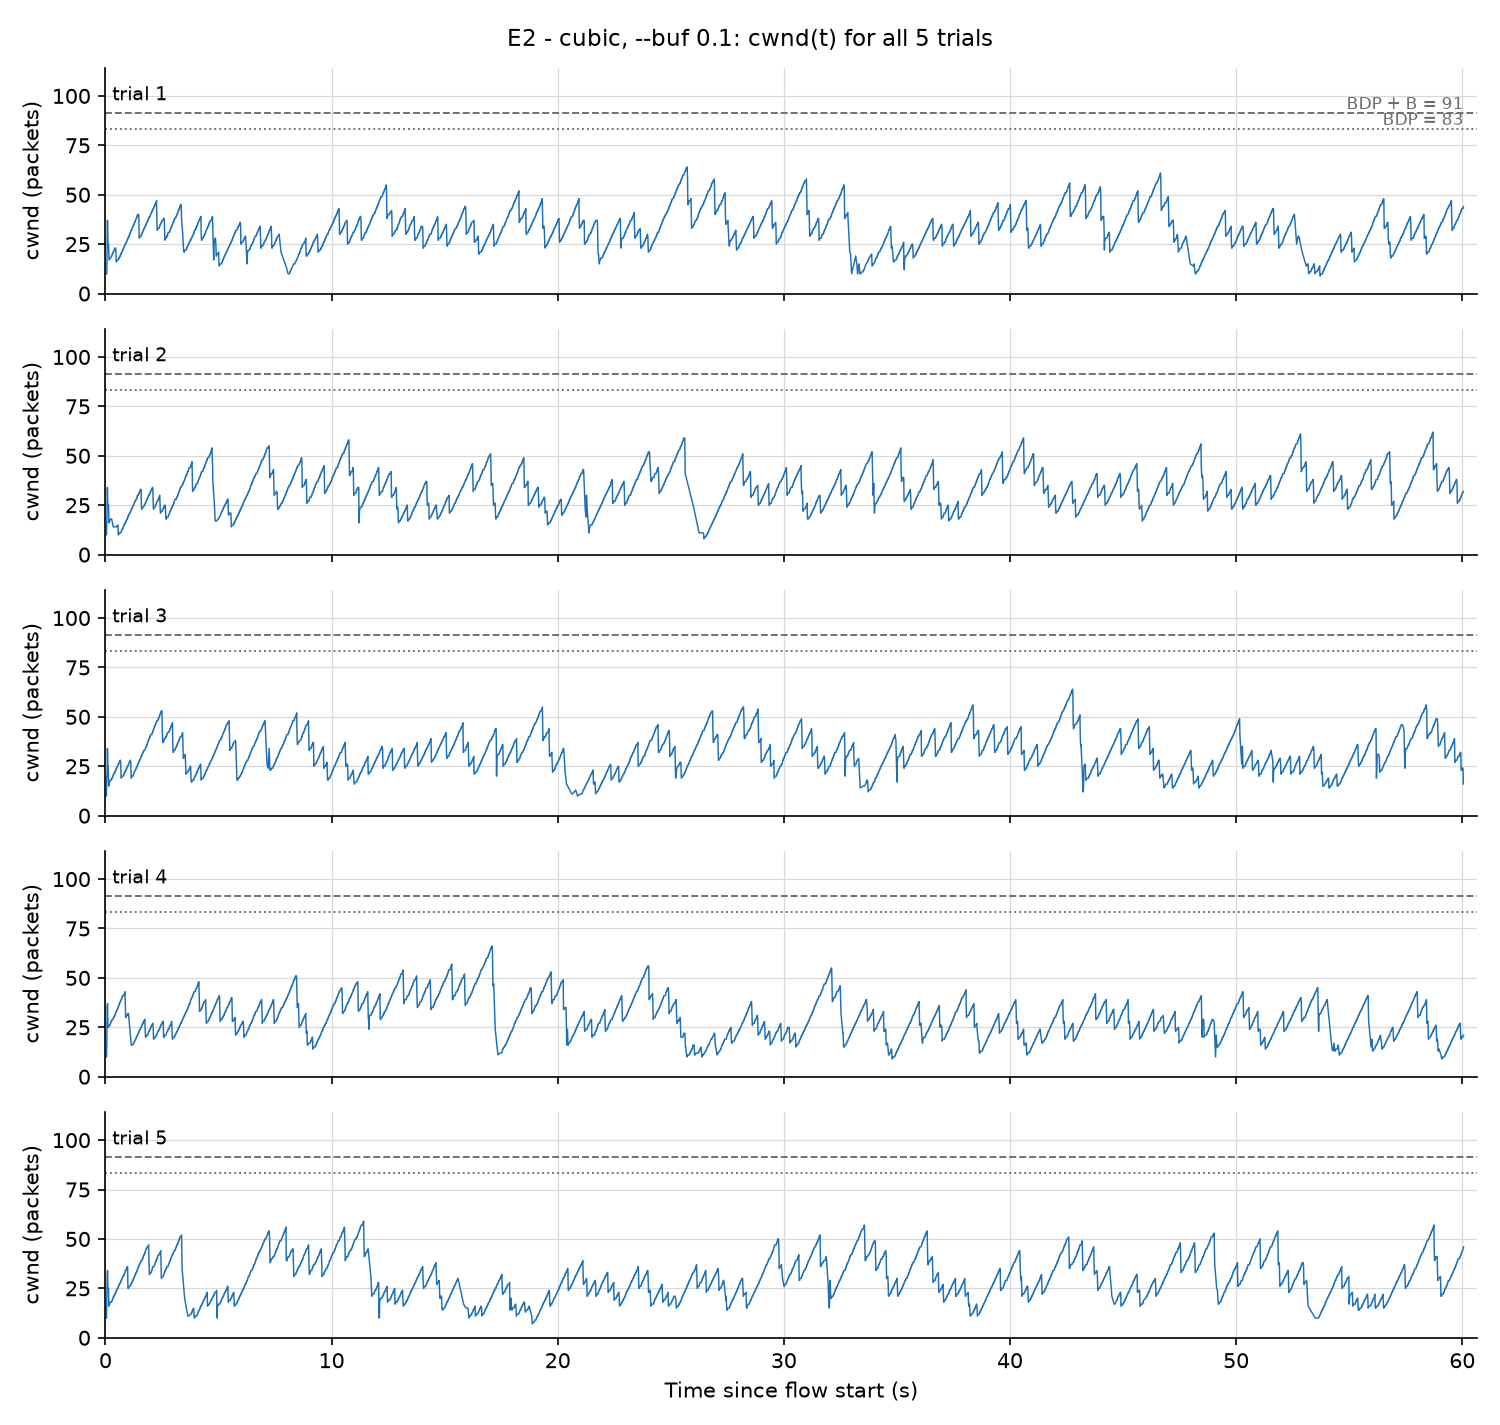 E2 - cubic, --buf 0.1: cwnd(t) for all 5 trials
trial 1
BDP + B = 91
BDP = 83
cwnd (packets)
100
75
50
25
0
trial 2
cwnd (packets)
100
75
50
25
0
trial 3
cwnd (packets)
100
75
50
25
0
trial 4
cwnd (packets)
100
75
50
25
0
trial 5
cwnd (packets)
100
75
50
25
0
0 10 20 30 40 50 60
Time since flow start (s)